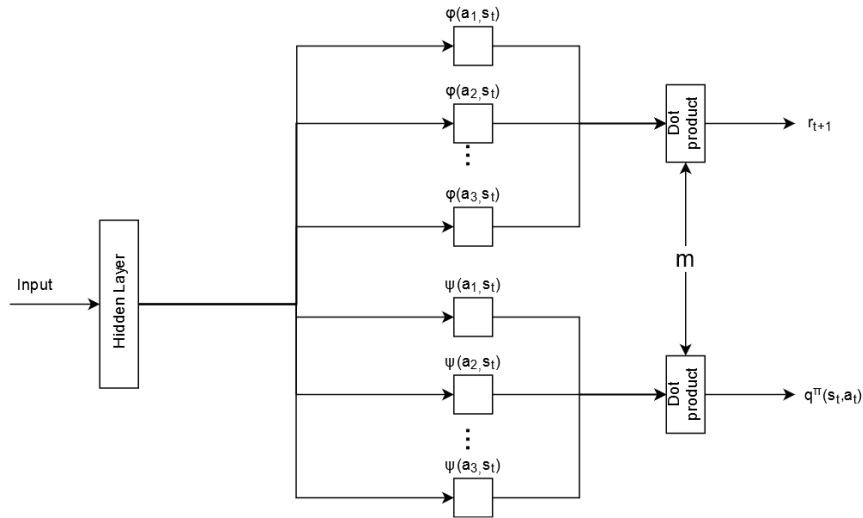 φ(a₁,sₜ)
φ(a₂,sₜ)
⋮
φ(a₃,sₜ)
Dot
product
rₜ₊₁
Input
Hidden Layer
m
ψ(a₁,sₜ)
ψ(a₂,sₜ)
⋮
ψ(a₃,sₜ)
Dot
product
q^π(sₜ,aₜ)